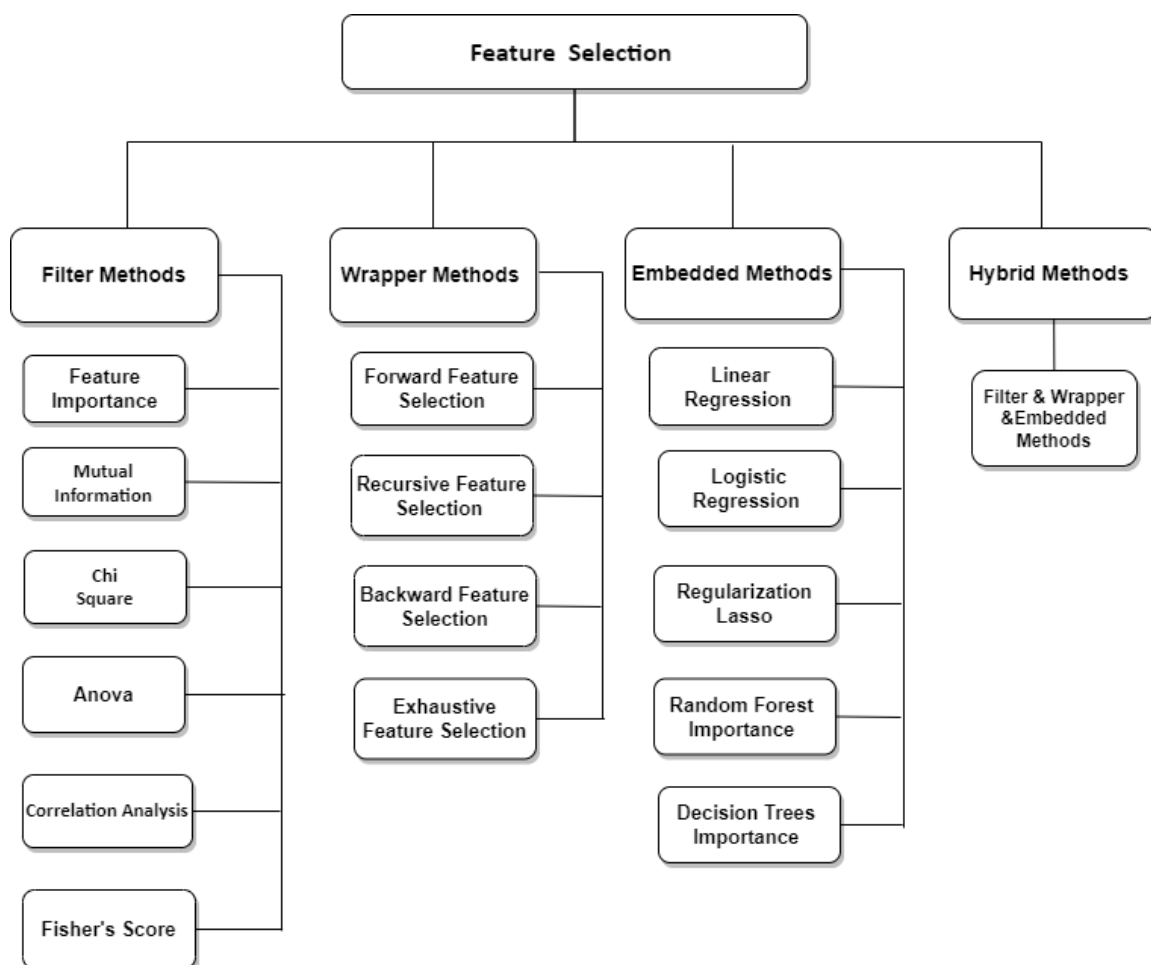 Feature Selection
Filter Methods
Wrapper Methods
Embedded Methods
Hybrid Methods
Feature
Importance
Mutual
Information
Chi
Square
Anova
Correlation Analysis
Fisher's Score
Forward Feature
Selection
Recursive Feature
Selection
Backward Feature
Selection
Exhaustive
Feature Selection
Linear
Regression
Logistic
Regression
Regularization
Lasso
Random Forest
Importance
Decision Trees
Importance
Filter & Wrapper
&Embedded
Methods